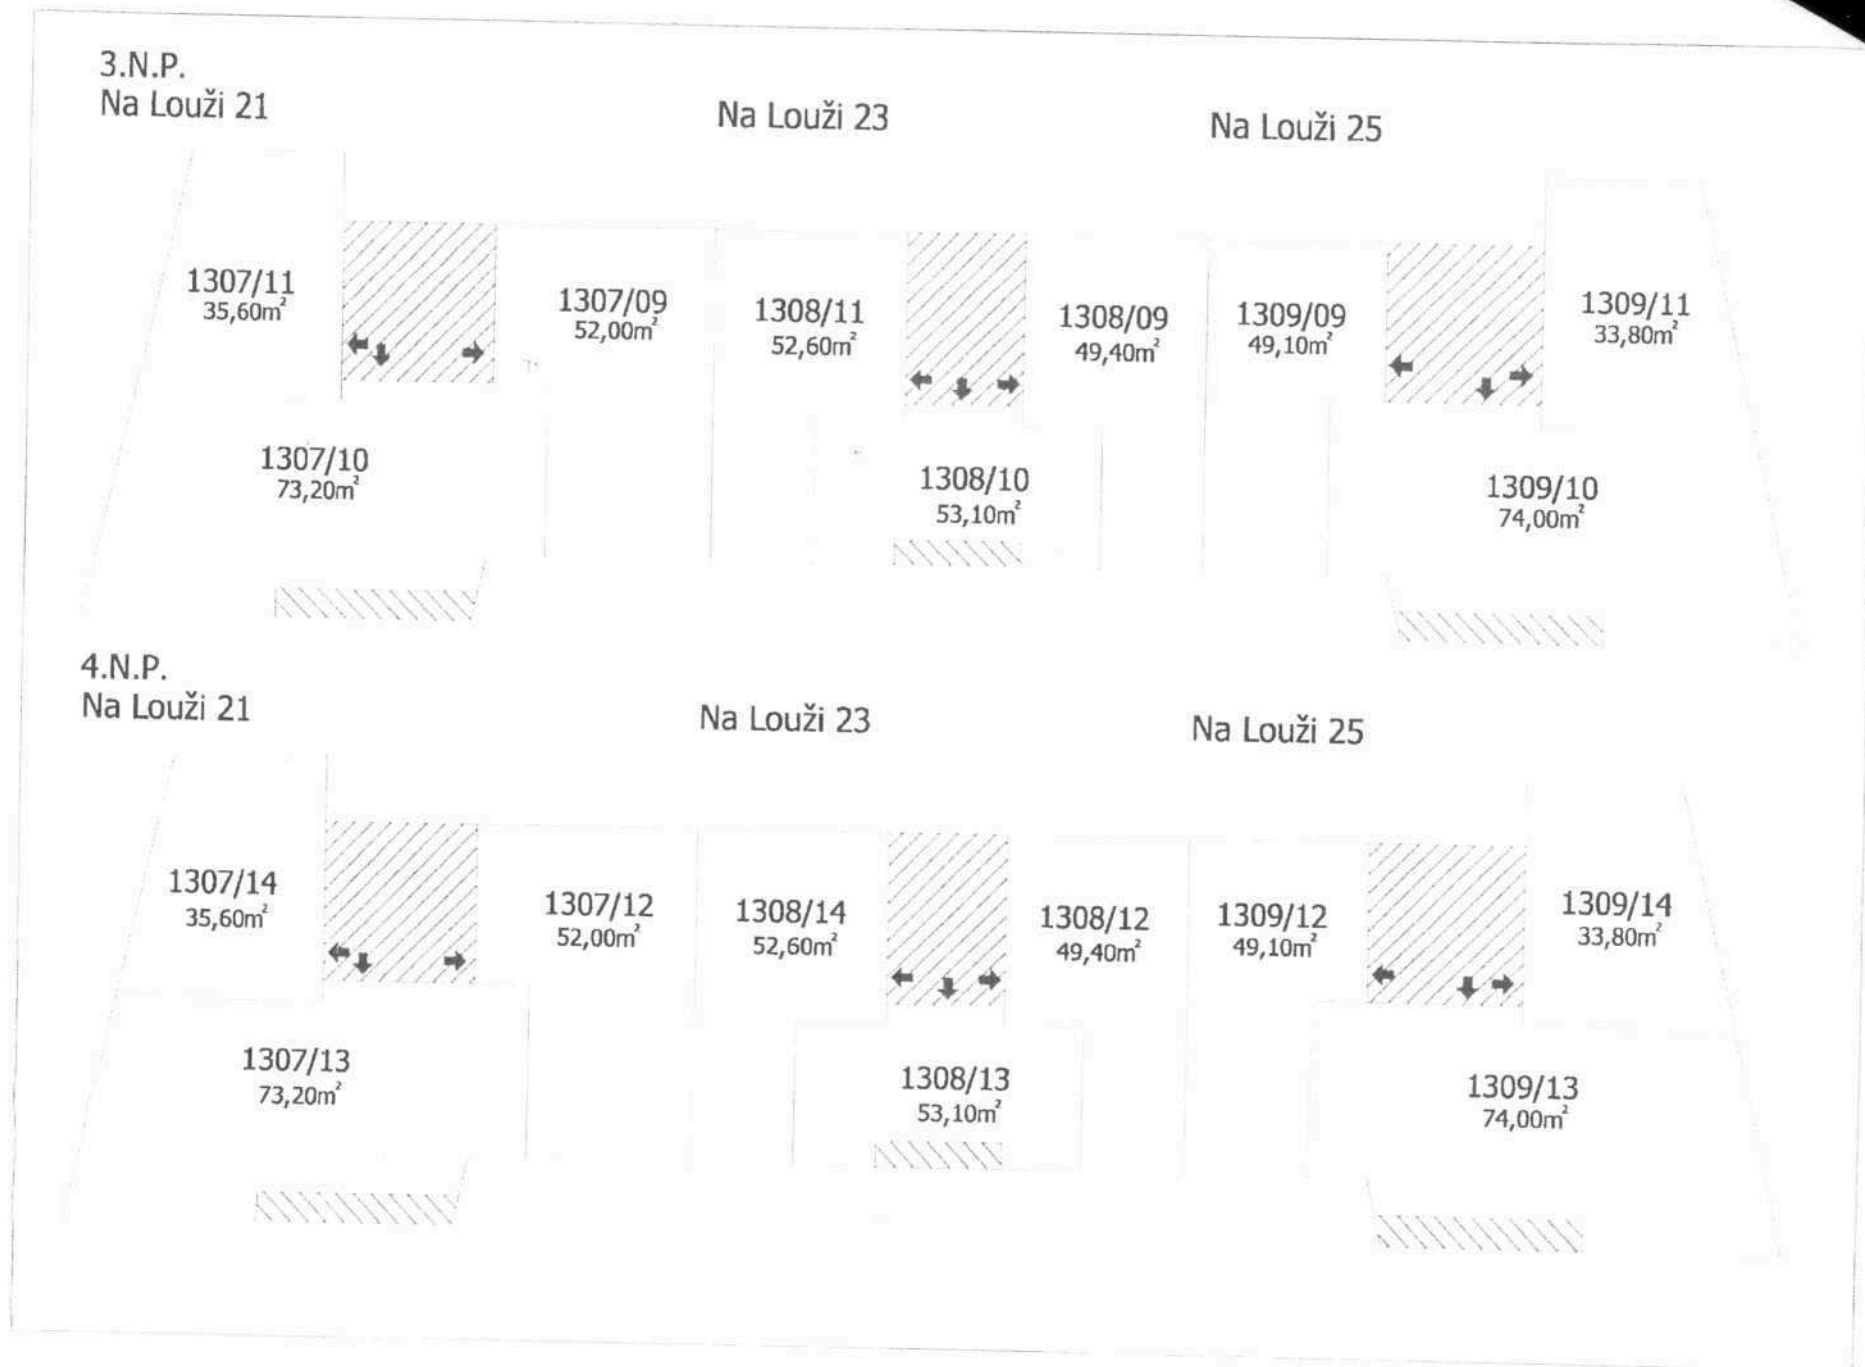 3.N.P.
Na Louži 21
Na Louži 23
Na Louži 25
1307/11
35,60m²
1307/09
52,00m²
1308/11
52,60m²
1308/09
49,40m²
1309/09
49,10m²
1309/11
33,80m²
1307/10
73,20m²
1308/10
53,10m²
1309/10
74,00m²
4.N.P.
Na Louži 21
Na Louži 23
Na Louži 25
1307/14
35,60m²
1307/12
52,00m²
1308/14
52,60m²
1308/12
49,40m²
1309/12
49,10m²
1309/14
33,80m²
1307/13
73,20m²
1308/13
53,10m²
1309/13
74,00m²